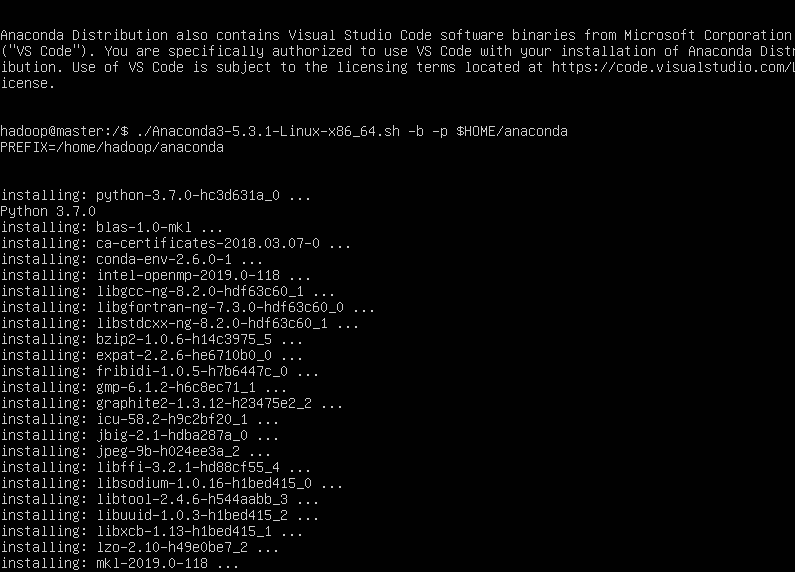 Anaconda Distribution also contains Visual Studio Code software binaries from Microsoft Corporation
("VS Code"). You are specifically authorized to use VS Code with your installation of Anaconda Distr
ibution. Use of VS Code is subject to the licensing terms located at https://code.visualstudio.com/L
icense.
hadoop@master:/$ ./Anaconda3-5.3.1-Linux-x86_64.sh -b -p $HOME/anaconda
PREFIX=/home/hadoop/anaconda
installing: python-3.7.0-hc3d631a_0 ...
Python 3.7.0
installing: blas-1.0-mkl ...
installing: ca-certificates-2018.03.07-0 ...
installing: conda-env-2.6.0-1 ...
installing: intel-openmp-2019.0-118 ...
installing: libgcc-ng-8.2.0-hdf63c60_1 ...
installing: libgfortran-ng-7.3.0-hdf63c60_0 ...
installing: libstdcxx-ng-8.2.0-hdf63c60_1 ...
installing: bzip2-1.0.6-h14c3975_5 ...
installing: expat-2.2.6-he6710b0_0 ...
installing: fribidi-1.0.5-h7b6447c_0 ...
installing: gmp-6.1.2-h6c8ec71_1 ...
installing: graphite2-1.3.12-h23475e2_2 ...
installing: icu-58.2-h9c2bf20_1 ...
installing: jbig-2.1-hdba287a_0 ...
installing: jpeg-9b-h024ee3a_2 ...
installing: libffi-3.2.1-hd88cf55_4 ...
installing: libsodium-1.0.16-h1bed415_0 ...
installing: libtool-2.4.6-h544aabb_3 ...
installing: libuuid-1.0.3-h1bed415_2 ...
installing: libxcb-1.13-h1bed415_1 ...
installing: lzo-2.10-h49e0be7_2 ...
installing: mkl-2019.0-118 ...